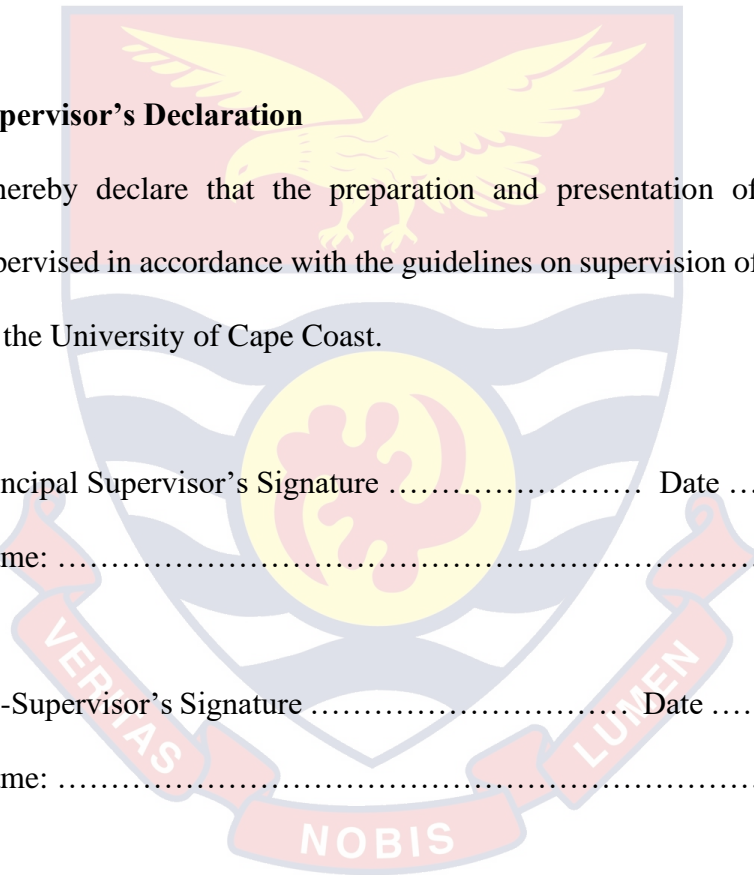 pervisor’s Declaration
hereby declare that the preparation and presentation of
pervised in accordance with the guidelines on supervision of
the University of Cape Coast.
ncipal Supervisor’s Signature …………………… Date …
me: ……………………………………………………………
-Supervisor’s Signature ………………………… Date …..
me: ……………………………………………………………
VERITAS
NOBIS
LUMEN